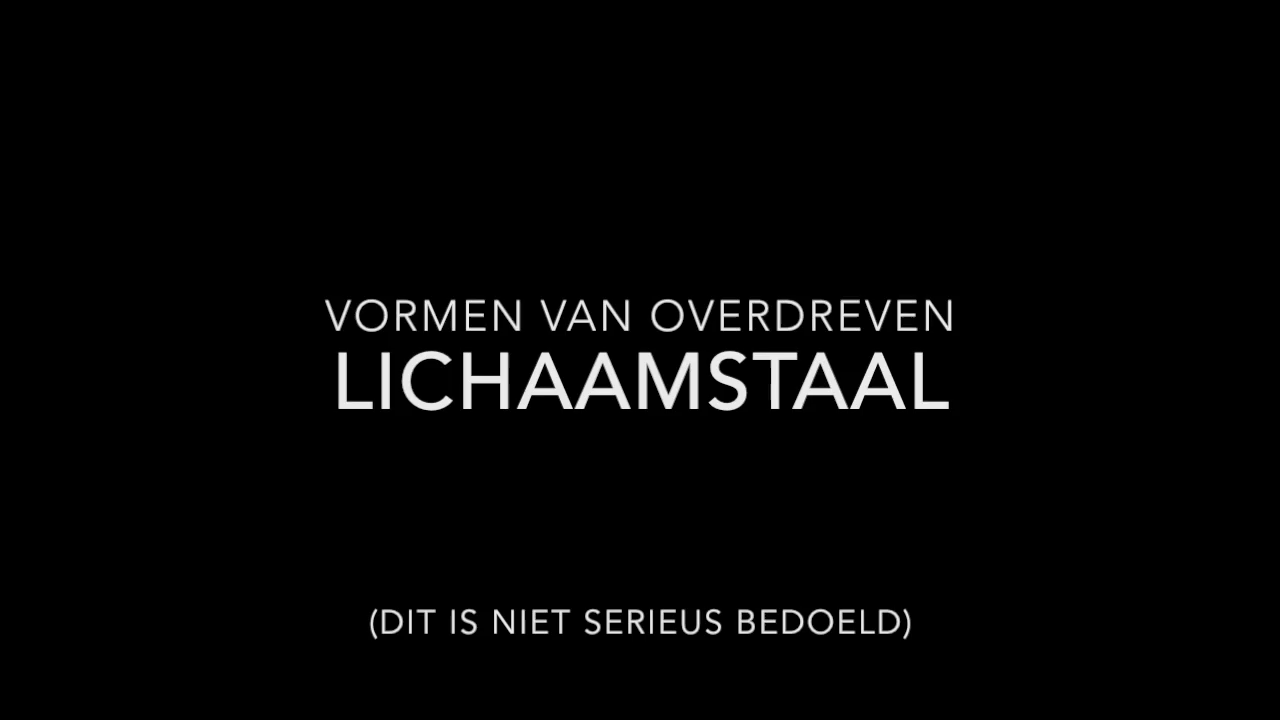 VORMEN VAN OVERDREVEN
LICHAAMSTAAL
(DIT IS NIET SERIEUS BEDOELD)